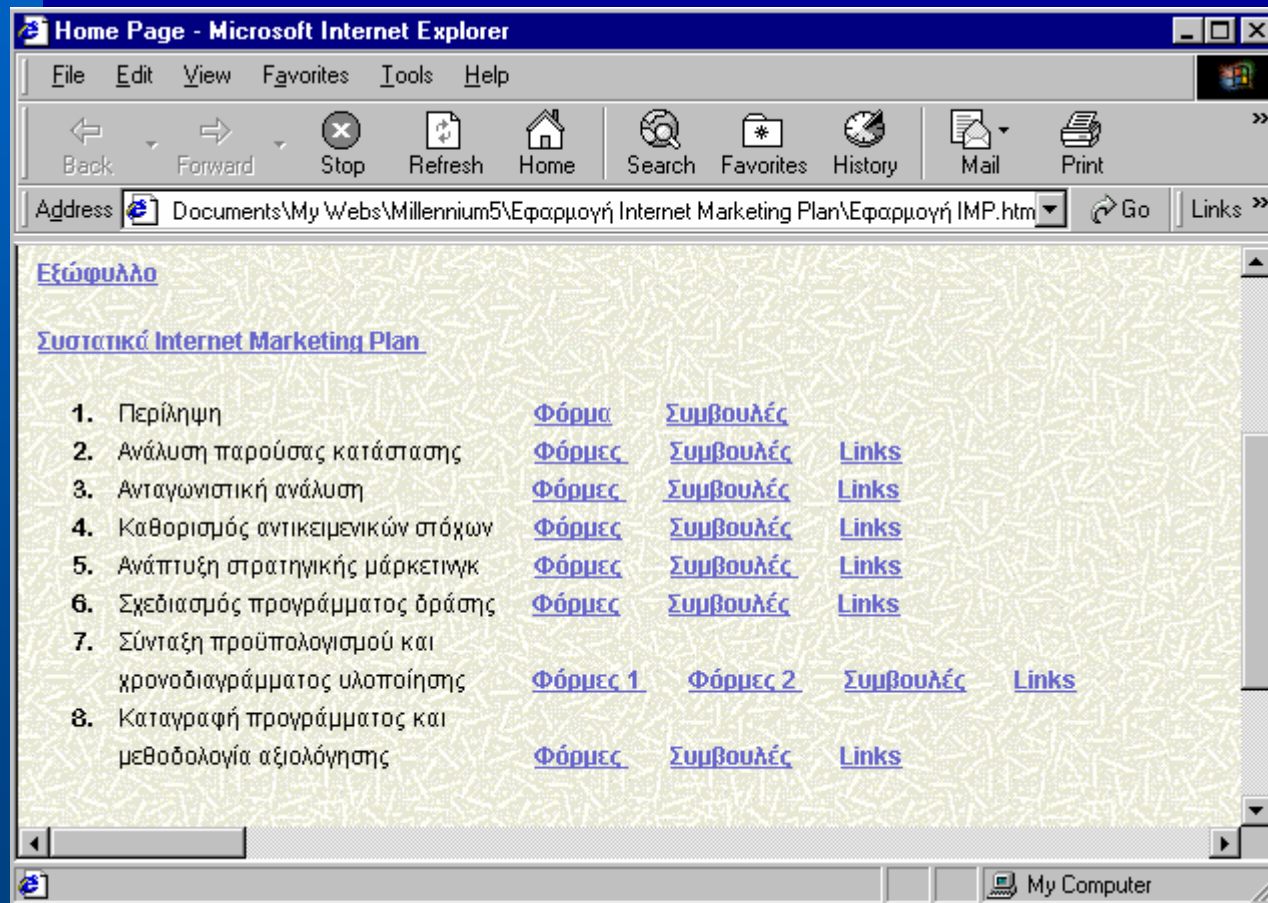 Home Page - Microsoft Internet Explorer
File Edit View Favorites Tools Help
Back Forward Stop Refresh Home Search Favorites History Mail Print »
Address Documents\My Webs\Millennium5\Εφαρμογή Internet Marketing Plan\Εφαρμογή IMP.htm Go Links »
Εξώφυλλο
Συστατικά Internet Marketing Plan
1. Περίληψη Φόρμα Συμβουλές
2. Ανάλυση παρούσας κατάστασης Φόρμες Συμβουλές Links
3. Ανταγωνιστική ανάλυση Φόρμες Συμβουλές Links
4. Καθορισμός αντικειμενικών στόχων Φόρμες Συμβουλές Links
5. Ανάπτυξη στρατηγικής μάρκετινγκ Φόρμες Συμβουλές Links
6. Σχεδιασμός προγράμματος δράσης Φόρμες Συμβουλές Links
7. Σύνταξη προϋπολογισμού και
χρονοδιαγράμματος υλοποίησης Φόρμες 1 Φόρμες 2 Συμβουλές Links
8. Καταγραφή προγράμματος και
μεθοδολογία αξιολόγησης Φόρμες Συμβουλές Links
My Computer